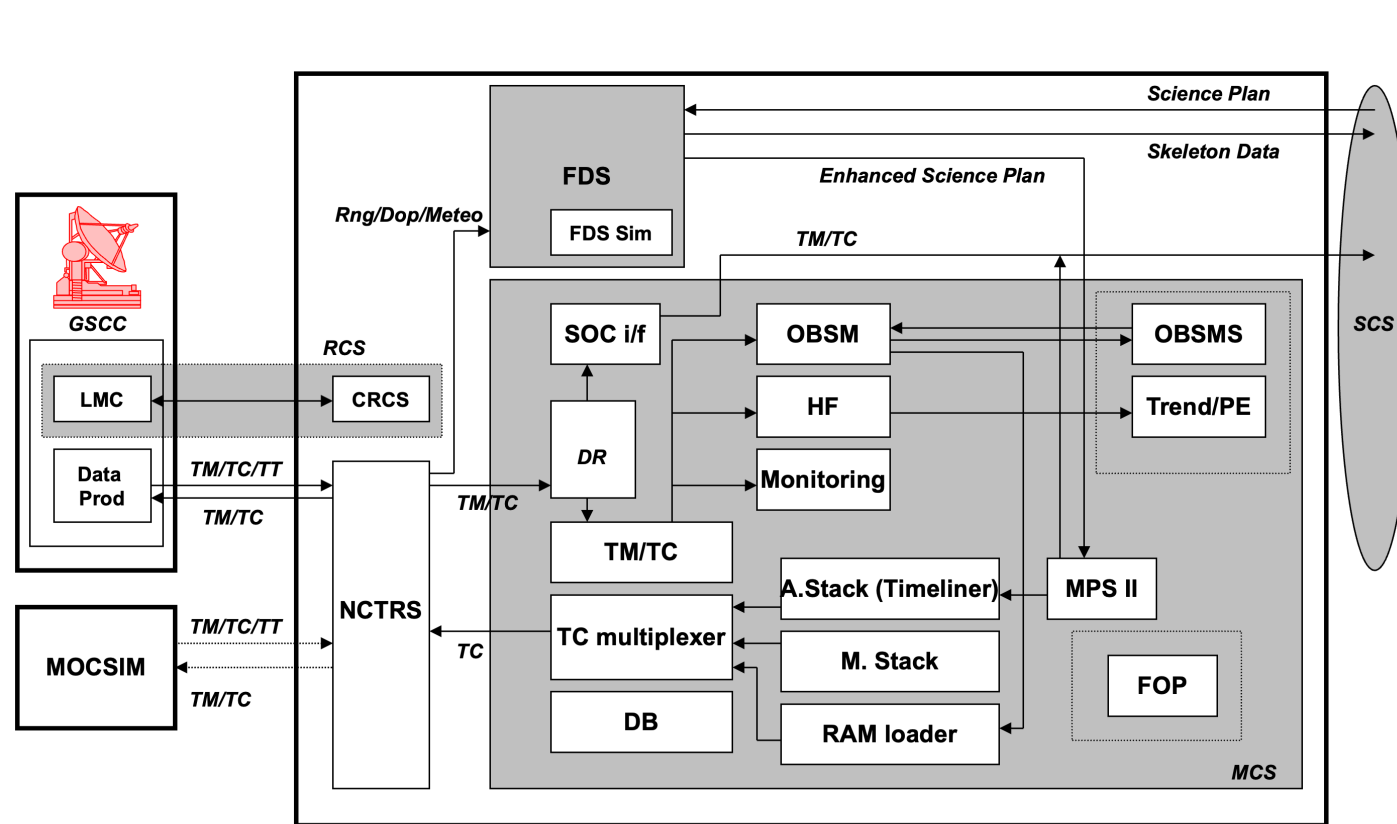 Science Plan
Skeleton Data
FDS
Enhanced Science Plan
Rng/Dop/Meteo
FDS Sim
TM/TC
GSCC
SOC i/f
OBSM
OBSMS
SCS
RCS
LMC
CRCS
HF
Trend/PE
DR
Data
Prod
TM/TC/TT
TM/TC
TM/TC
Monitoring
TM/TC
A.Stack (Timeliner)
MPS II
NCTRS
TC multiplexer
TM/TC/TT
TC
MOCSIM
M. Stack
FOP
TM/TC
DB
RAM loader
MCS